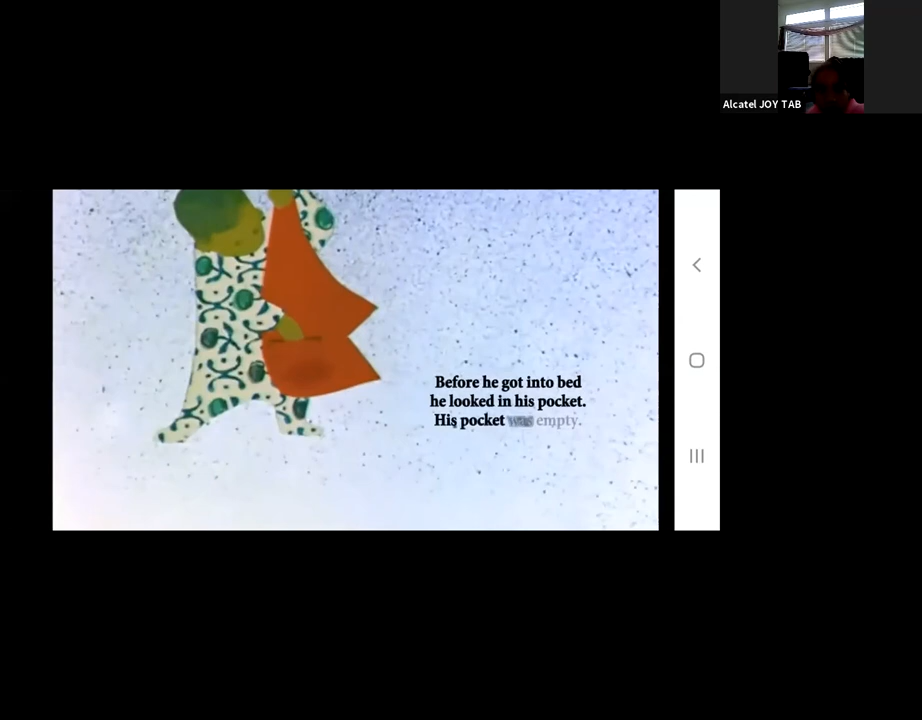 Alcatel JOY TAB
Before he got into bed
he looked in his pocket.
His pocket was empty.